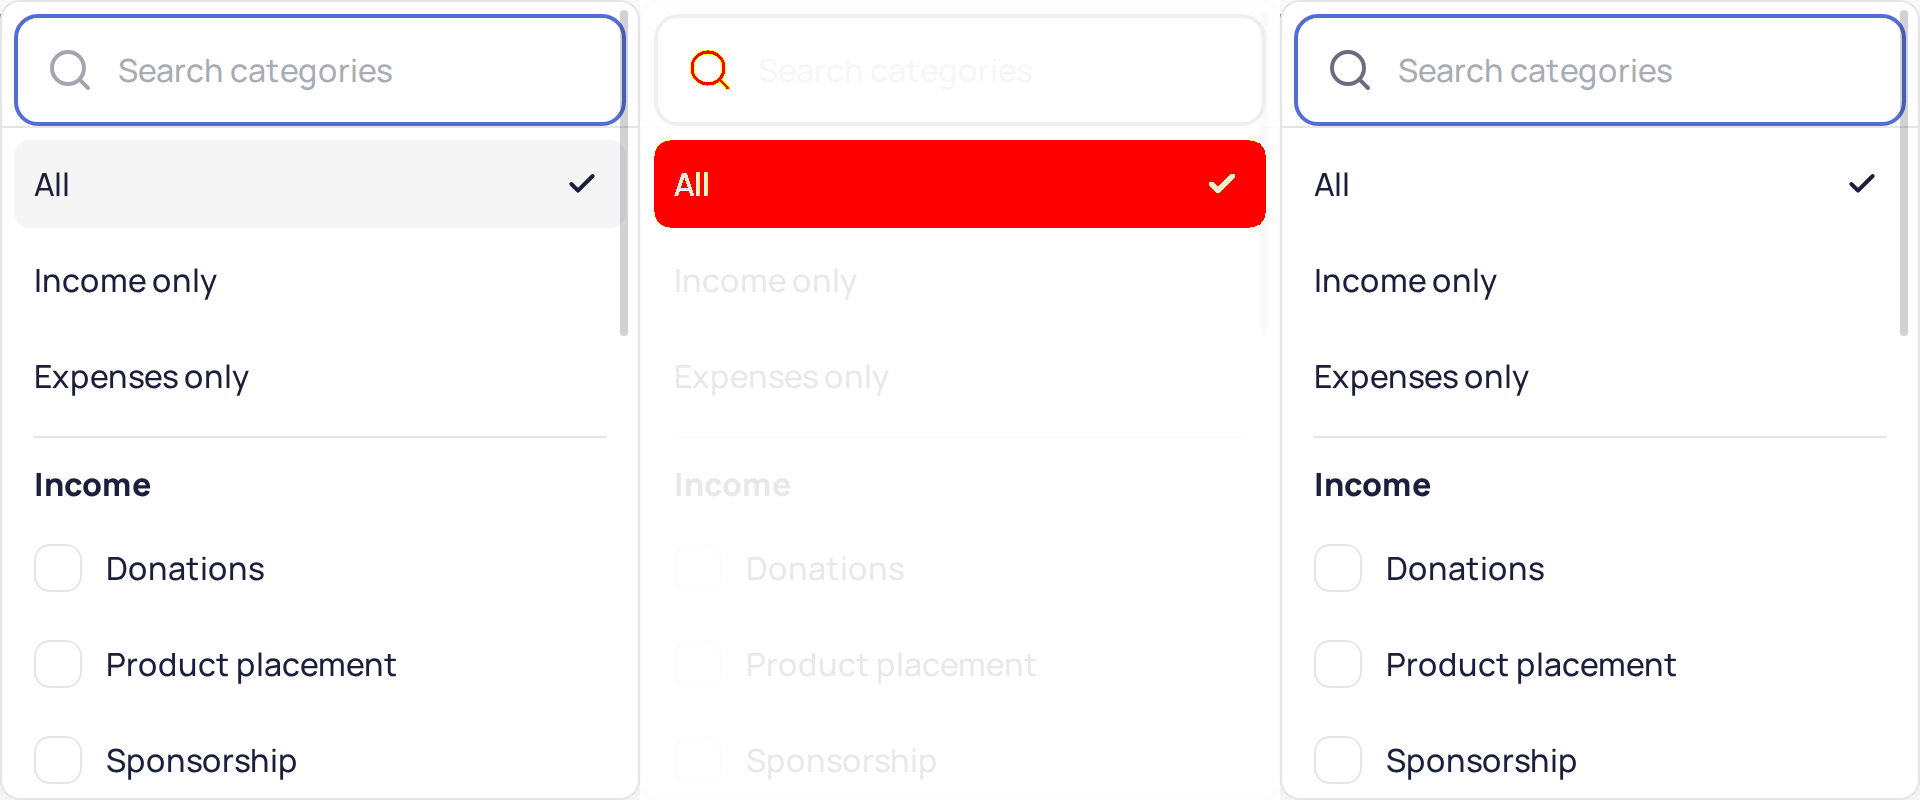 Search categories
All
Income only
Expenses only
Income
Donations
Product placement
Sponsorship
Search categories
All
Income only
Expenses only
Income
Donations
Product placement
Sponsorship
Search categories
All
Income only
Expenses only
Income
Donations
Product placement
Sponsorship